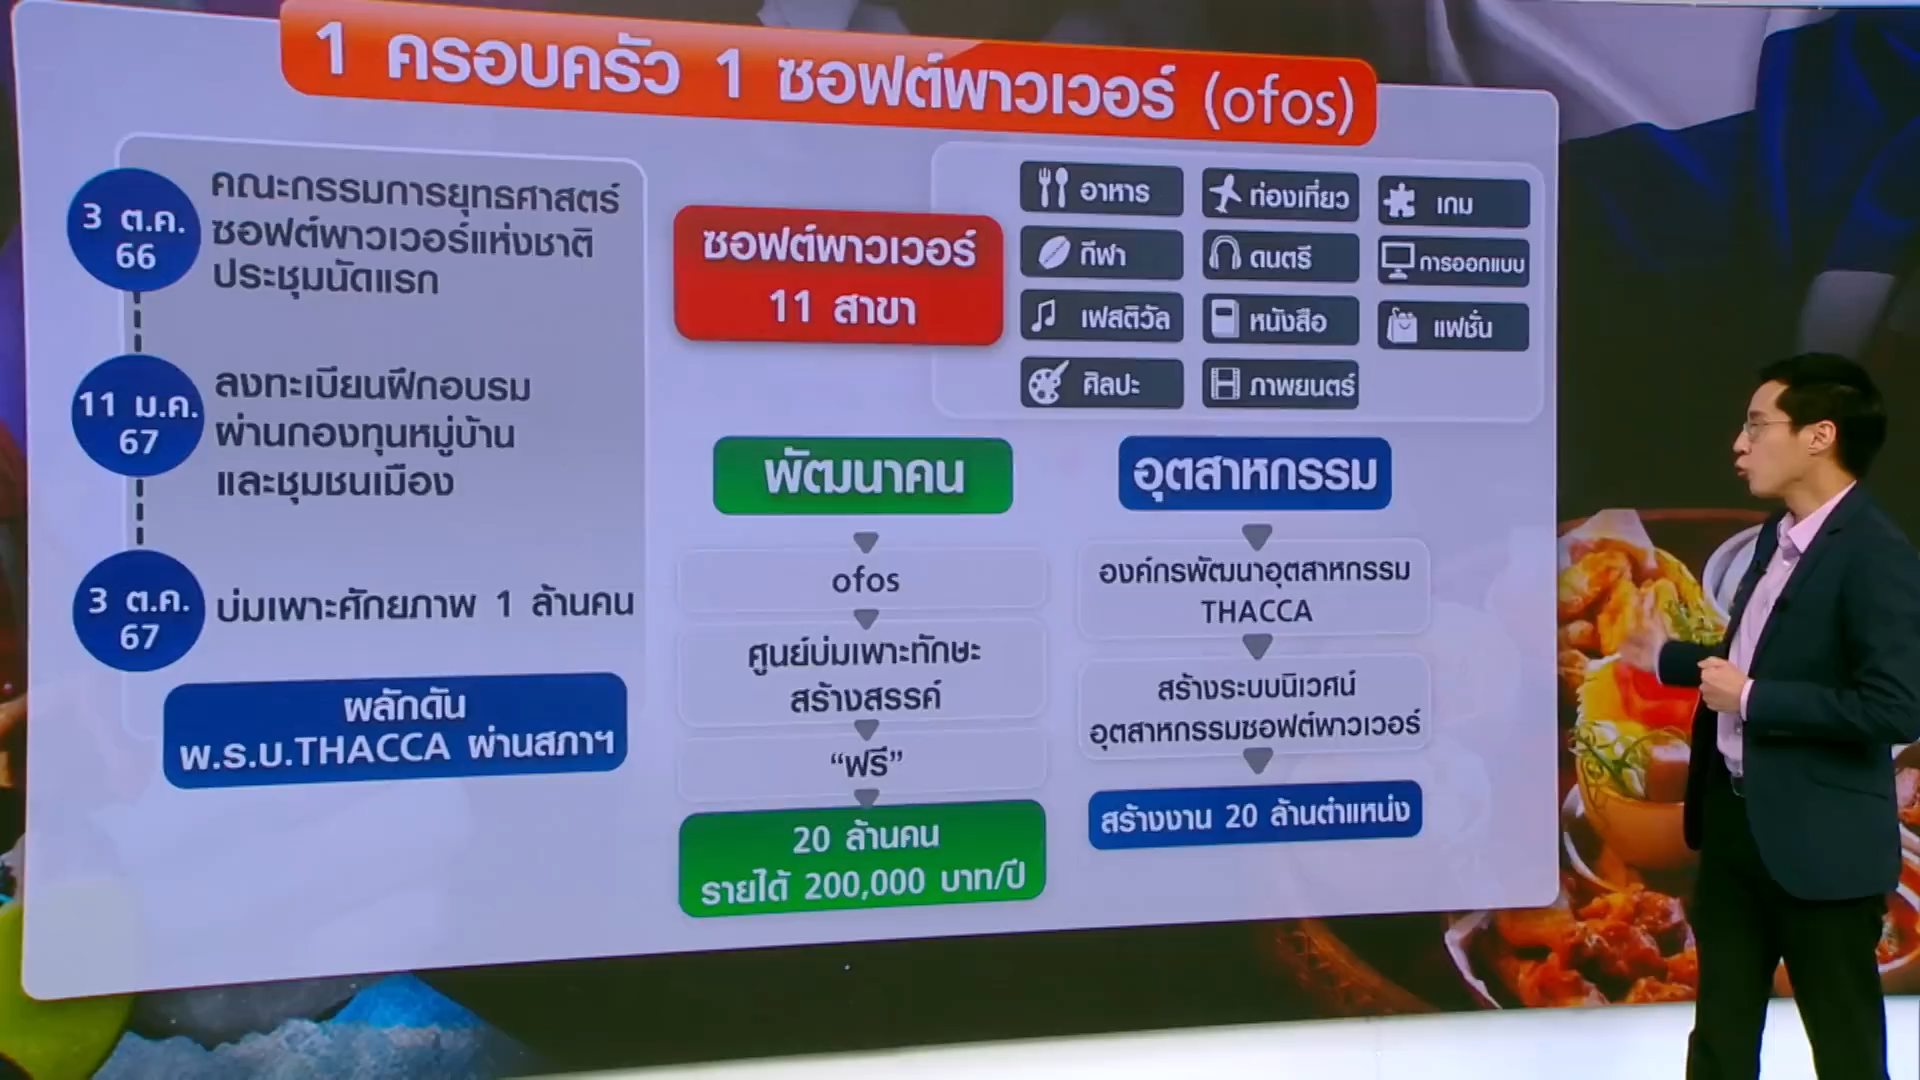 1 ครอบครัว 1 ซอฟต์พาวเวอร์ (ofos)
3 ต.ค.
66
คณะกรรมการยุทธศาสตร์
ซอฟต์พาวเวอร์แห่งชาติ
ประชุมนัดแรก
11 ม.ค.
67
ลงทะเบียนฝึกอบรม
ผ่านกองทุนหมู่บ้าน
และชุมชนเมือง
3 ต.ค.
67
บ่มเพาะศักยภาพ 1 ล้านคน
ผลักดัน
พ.ร.บ.THACCA ผ่านสภาฯ
ซอฟต์พาวเวอร์
11 สาขา
อาหาร
ท่องเที่ยว
เกม
กีฬา
ดนตรี
การออกแบบ
เฟสติวัล
หนังสือ
แฟชั่น
ศิลปะ
ภาพยนตร์
พัฒนาคน
ofos
ศูนย์บ่มเพาะทักษะ
สร้างสรรค์
“ฟรี”
20 ล้านคน
รายได้ 200,000 บาท/ปี
อุตสาหกรรม
องค์กรพัฒนาอุตสาหกรรม
THACCA
สร้างระบบนิเวศน์
อุตสาหกรรมซอฟต์พาวเวอร์
สร้างงาน 20 ล้านตำแหน่ง